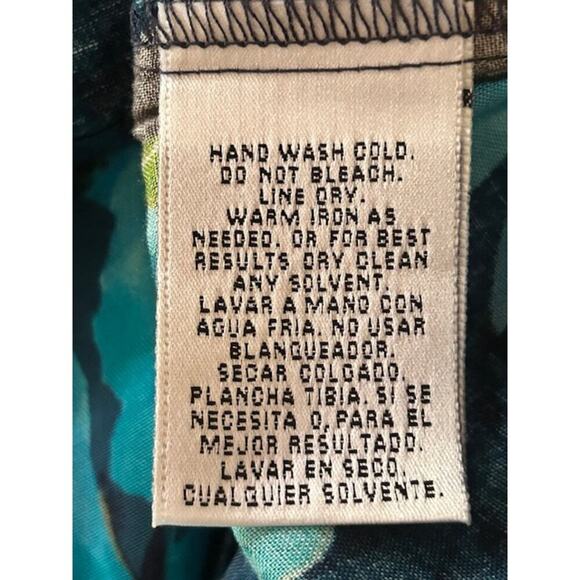 HAND WASH COLD.
DO NOT BLEACH.
LINE DRY.
WARM IRON AS
NEEDED. OR FOR BEST
RESULTS DRY CLEAN
ANY SOLVENT.
LAVAR A MANO CON
AGUA FRIA. NO USAR
BLANQUEADOR.
SECAR COLGADO.
PLANCHA TIBIA. SI SE
NECESITA O, PARA EL
MEJOR RESULTADO.
LAVAR EN SECO.
CUALQUIER SOLVENTE.